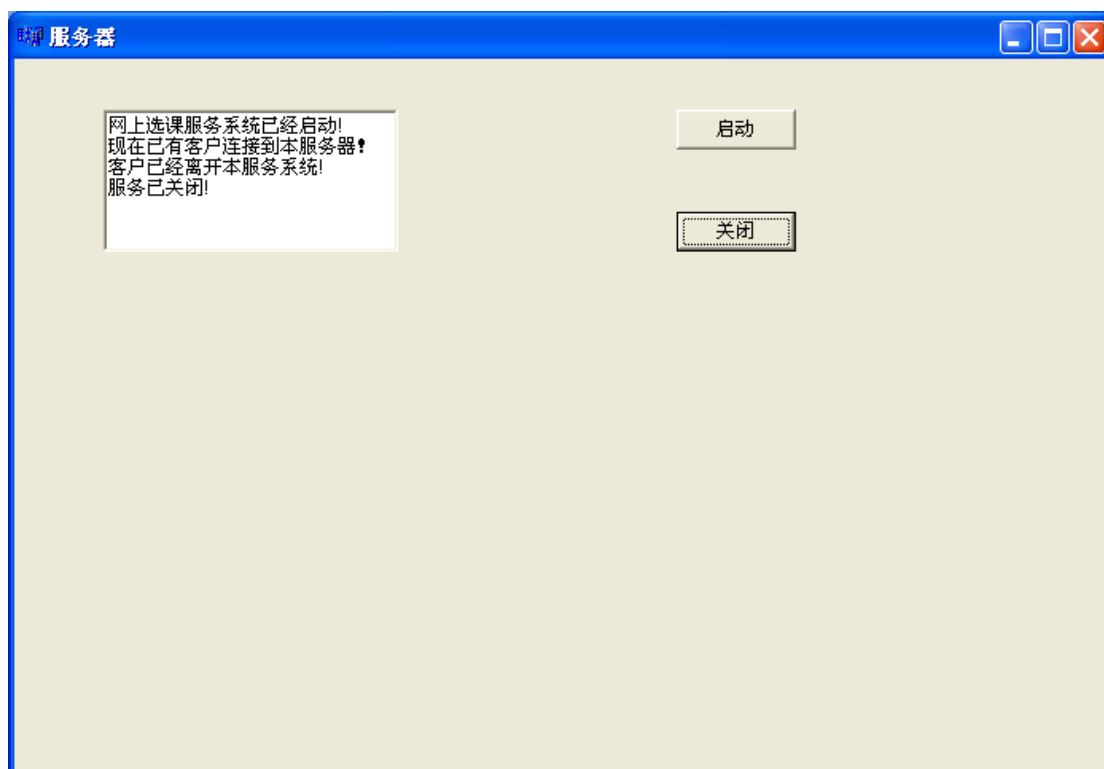 服务器
网上选课服务系统已经启动!
现在已有客户连接到本服务器!
客户已经离开本服务系统!
服务已关闭!
启动
关闭